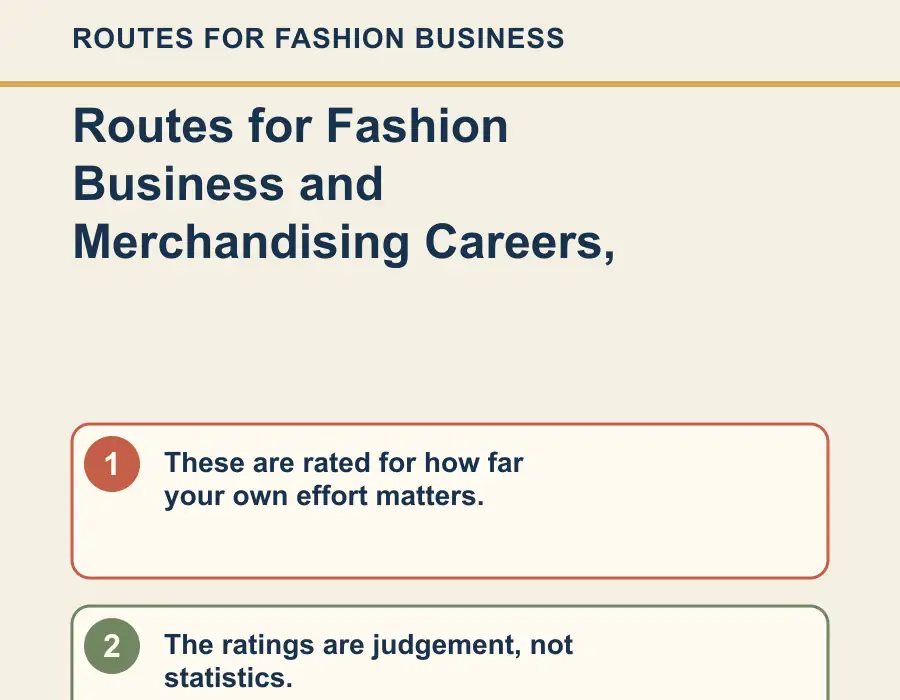 ROUTES FOR FASHION BUSINESS
Routes for Fashion
Business and
Merchandising Careers,
1
These are rated for how far
your own effort matters.
2
The ratings are judgement, not
statistics.